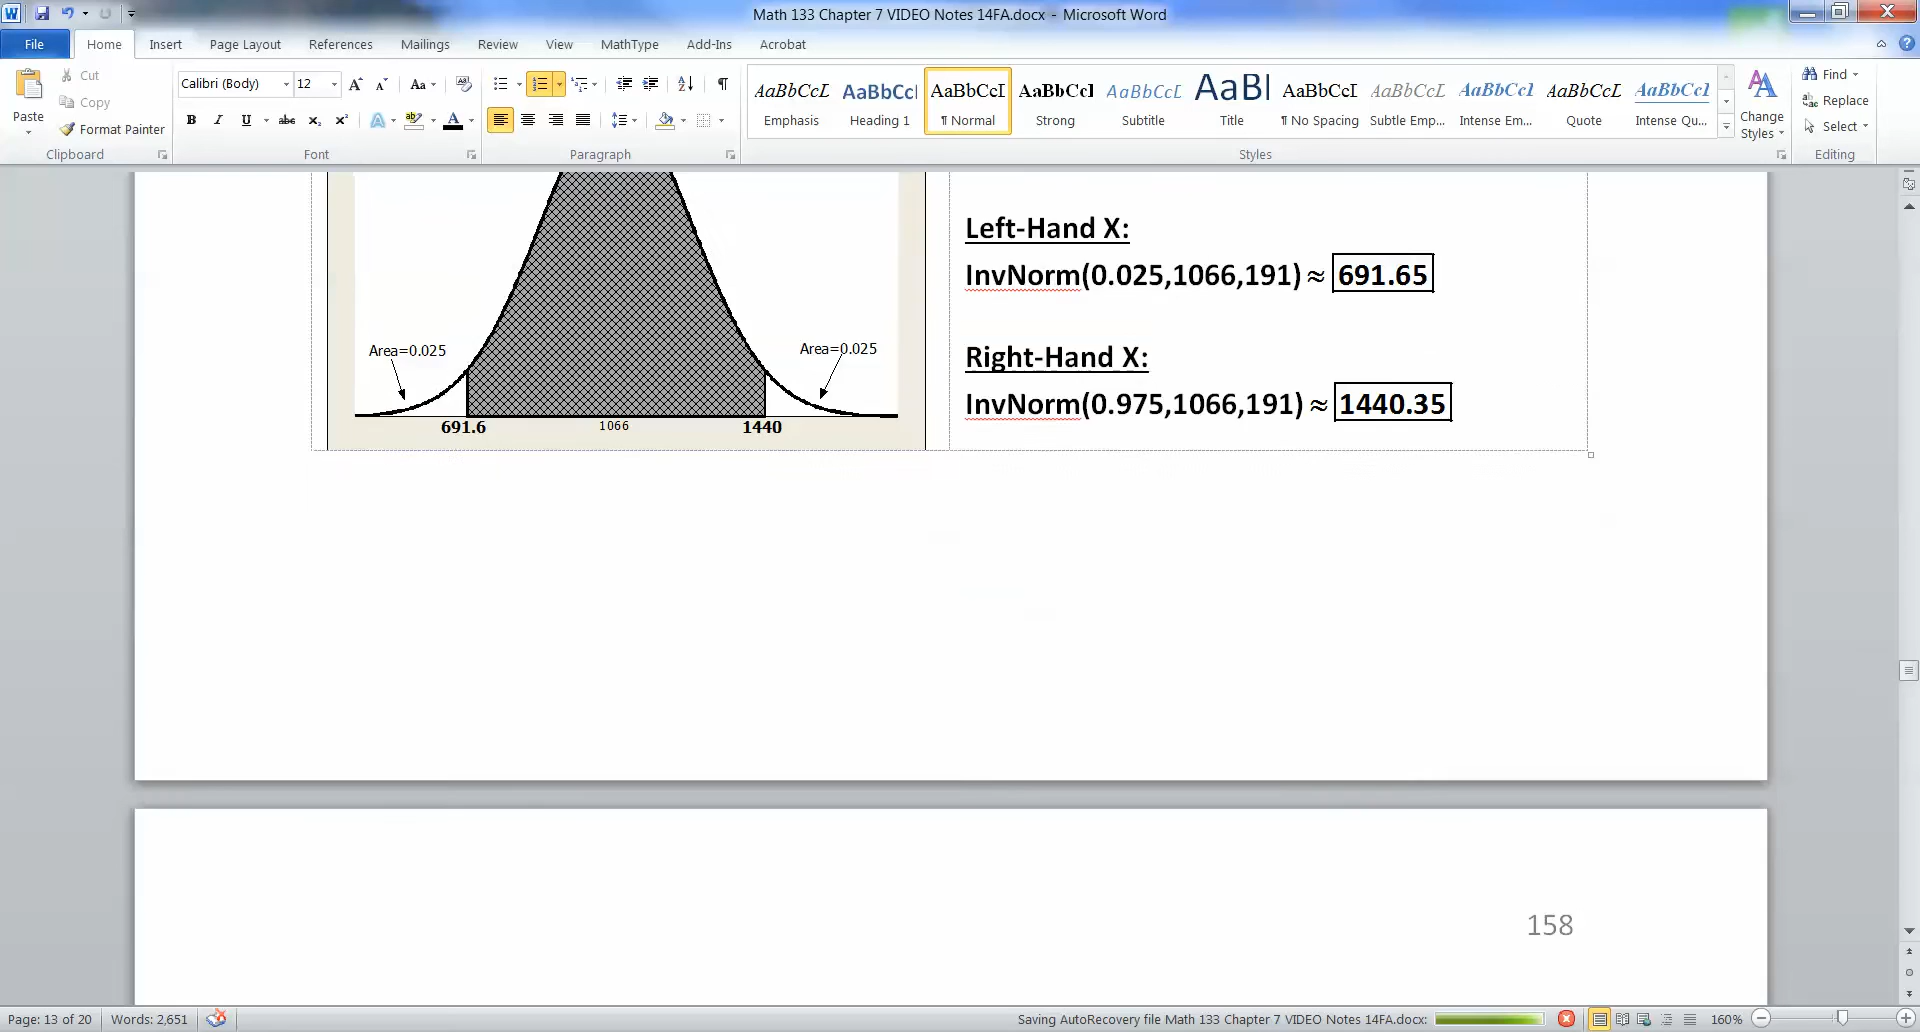 Math 133 Chapter 7 VIDEO Notes 14FA.docx - Microsoft Word
File Home Insert Page Layout References Mailings Review View MathType Add-Ins Acrobat
Paste
Cut
Copy
Format Painter
Clipboard
Calibri (Body) 12
Font
Paragraph
AaBbCcL AaBbCcI AaBbCcI AaBbCcI AaBbCcL AaBI AaBbCcI AaBbCcL AaBbCcI AaBbCcL AaBbCcI
Emphasis Heading 1 ¶ Normal Strong Subtitle Title ¶ No Spacing Subtle Emp... Intense Em... Quote Intense Qu...
Styles
Change Styles
Find
Replace
Select
Editing
Left-Hand X:
InvNorm(0.025,1066,191) ≈ 691.65
Right-Hand X:
InvNorm(0.975,1066,191) ≈ 1440.35
Area=0.025
Area=0.025
691.6 1066 1440
158
Page: 13 of 20 Words: 2,651
Saving AutoRecovery file Math 133 Chapter 7 VIDEO Notes 14FA.docx:
160%